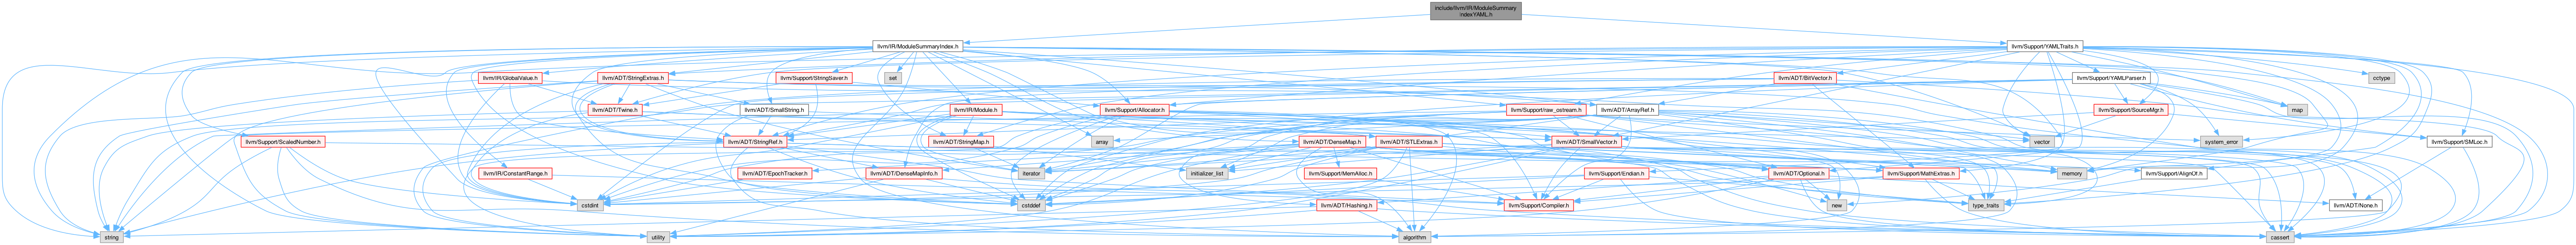 include/llvm/IR/ModuleSummary
IndexYAML.h
llvm/IR/ModuleSummaryIndex.h
llvm/Support/YAMLTraits.h
llvm/IR/GlobalValue.h
llvm/ADT/StringExtras.h
set
llvm/Support/StringSaver.h
llvm/ADT/BitVector.h
llvm/Support/YAMLParser.h
cctype
llvm/ADT/Twine.h
llvm/ADT/SmallString.h
llvm/Support/Allocator.h
llvm/IR/Module.h
llvm/Support/raw_ostream.h
llvm/ADT/ArrayRef.h
llvm/Support/SourceMgr.h
map
llvm/Support/ScaledNumber.h
llvm/ADT/StringRef.h
llvm/ADT/StringMap.h
array
llvm/ADT/DenseMap.h
llvm/ADT/STLExtras.h
llvm/ADT/SmallVector.h
vector
system_error
llvm/Support/SMLoc.h
llvm/IR/ConstantRange.h
llvm/ADT/EpochTracker.h
llvm/ADT/DenseMapInfo.h
iterator
initializer_list
llvm/Support/MemAlloc.h
llvm/Support/Endian.h
llvm/ADT/Optional.h
llvm/Support/MathExtras.h
memory
llvm/Support/AlignOf.h
cstdint
cstddef
llvm/ADT/Hashing.h
llvm/Support/Compiler.h
new
type_traits
llvm/ADT/None.h
string
utility
algorithm
cassert